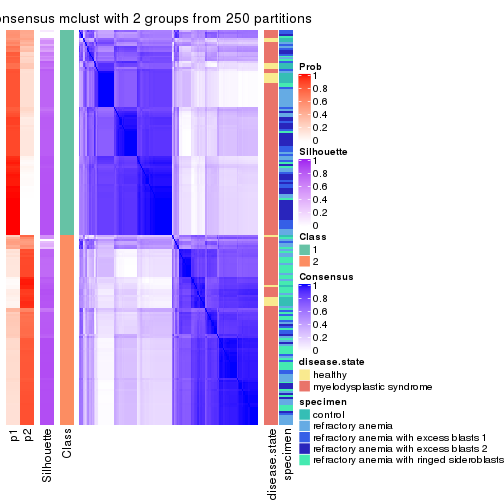 onsensus mclust with 2 groups from 250 partitions
Prob
1
0.8
0.6
0.4
0.2
0
Silhouette
1
0.8
0.6
0.4
0.2
0
Class
1
2
Consensus
1
0.8
0.6
0.4
0.2
0
disease.state
healthy
myelodysplastic syndrome
specimen
control
refractory anemia
refractory anemia with excess blasts 1
refractory anemia with excess blasts 2
refractory anemia with ringed sideroblasts
p1
p2
Silhouette
Class
disease.state
specimen